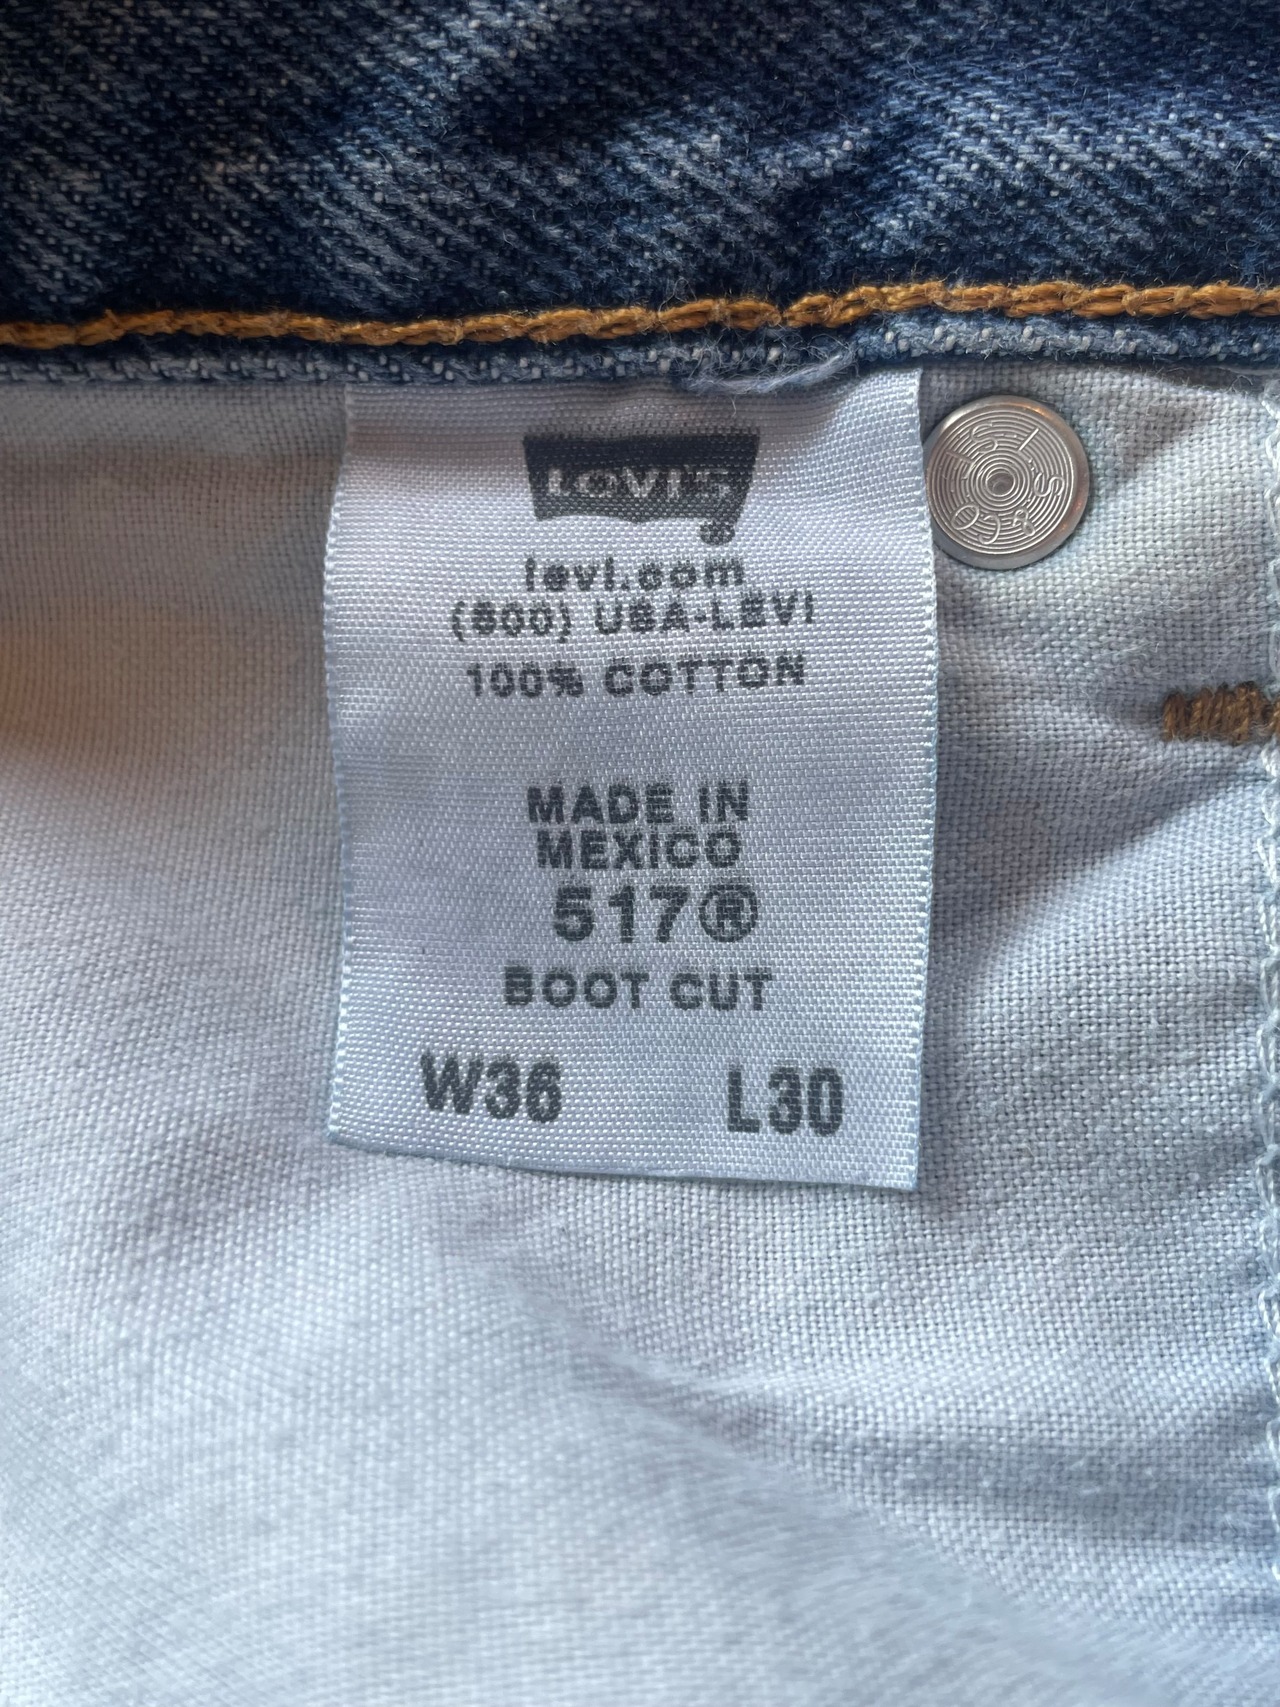 LEVI'S
®
levi.com
(800) USA-LEVI
100% COTTON
MADE IN
MEXICO
517®
BOOT CUT
W36 L30